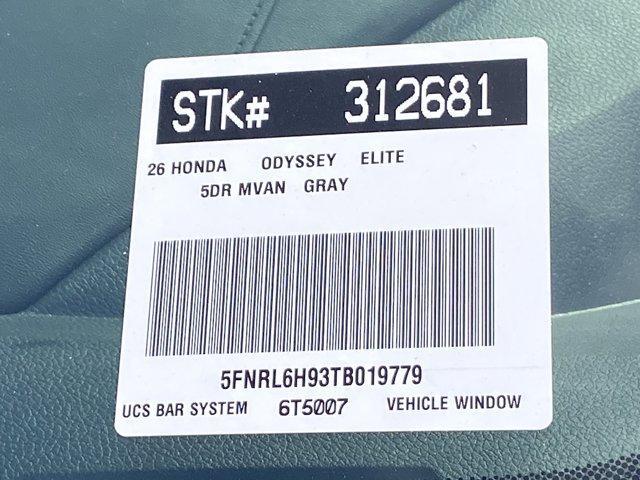 STK# 312681
26 HONDA ODYSSEY ELITE
5DR MVAN GRAY
5FNRL6H93TB019779
UCS BAR SYSTEM 6T5007 VEHICLE WINDOW